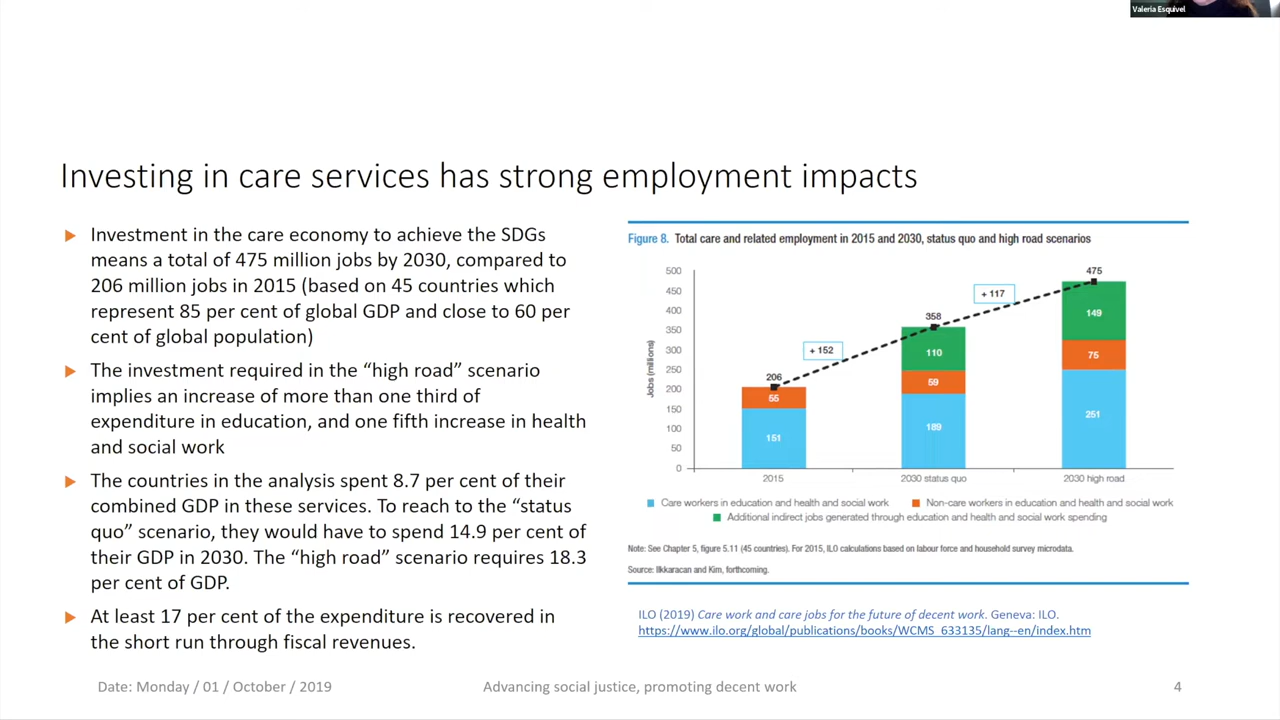 Valeria Esquivel
Investing in care services has strong employment impacts
Investment in the care economy to achieve the SDGs
means a total of 475 million jobs by 2030, compared to
206 million jobs in 2015 (based on 45 countries which
represent 85 per cent of global GDP and close to 60 per
cent of global population)
The investment required in the “high road” scenario
implies an increase of more than one third of
expenditure in education, and one fifth increase in health
and social work
The countries in the analysis spent 8.7 per cent of their
combined GDP in these services. To reach to the “status
quo” scenario, they would have to spend 14.9 per cent of
their GDP in 2030. The “high road” scenario requires 18.3
per cent of GDP.
At least 17 per cent of the expenditure is recovered in
the short run through fiscal revenues.
Figure 8. Total care and related employment in 2015 and 2030, status quo and high road scenarios
Jobs (millions)
500
450
400
350
300
250
200
150
100
50
0
206
55
151
+ 152
358
110
59
189
+ 117
475
149
75
251
2015
2030 status quo
2030 high road
Care workers in education and health and social work
Non-care workers in education and health and social work
Additional indirect jobs generated through education and health and social work spending
Note: See Chapter 5, figure 5.11 (45 countries). For 2015, ILO calculations based on labour force and household survey microdata.
Source: Ilkkaracan and Kim, forthcoming.
ILO (2019) Care work and care jobs for the future of decent work. Geneva: ILO.
https://www.ilo.org/global/publications/books/WCMS_633135/lang--en/index.htm
Date: Monday / 01 / October / 2019
Advancing social justice, promoting decent work
4